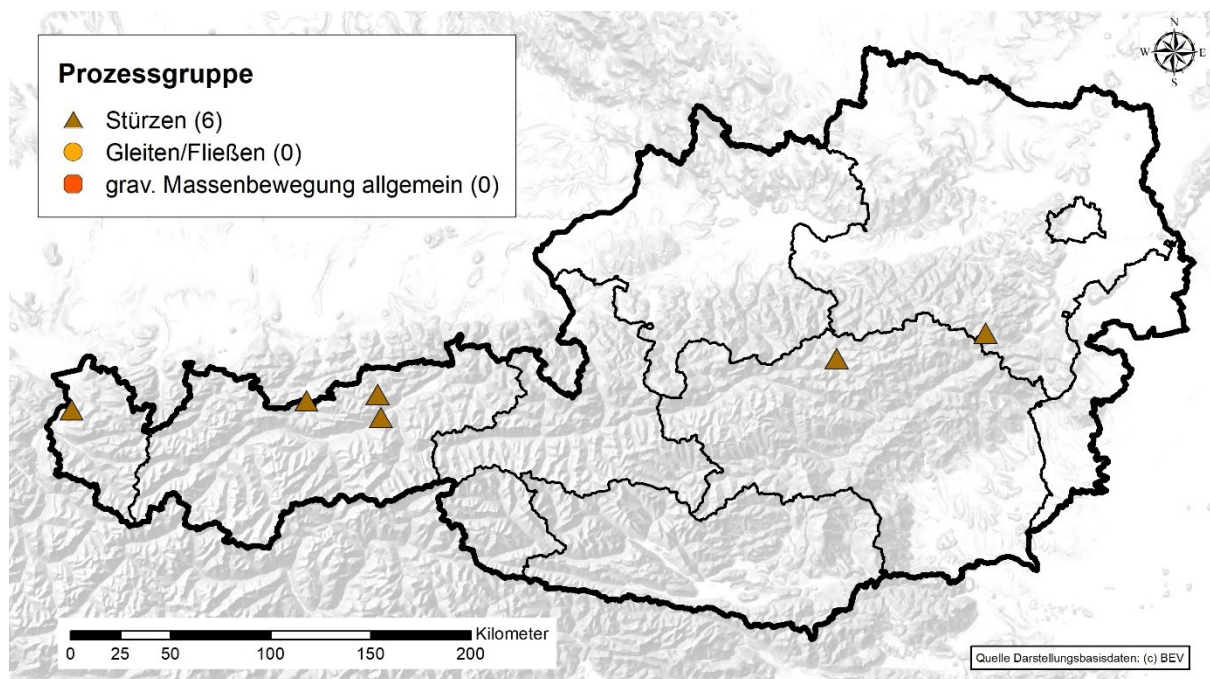 Prozessgruppe
Stürzen (6)
Gleiten/Fließen (0)
grav. Massenbewegung allgemein (0)
N
W E
S
Kilometer
0 25 50 100 150 200
Quelle Darstellungsbasisdaten: (c) BEV